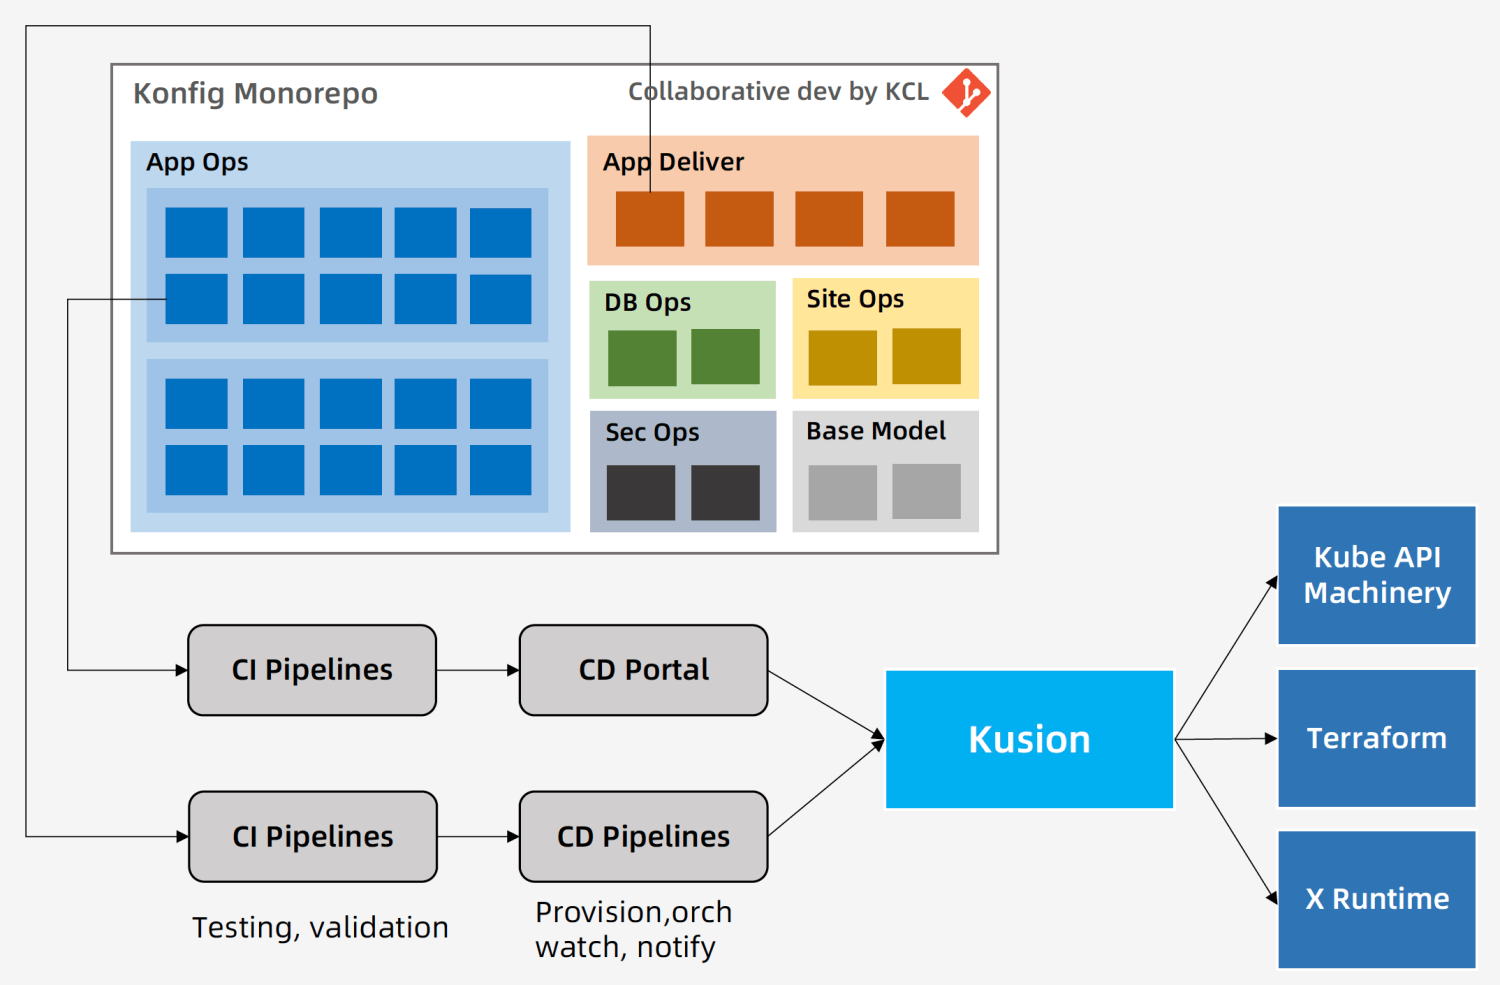 Konfig Monorepo
Collaborative dev by KCL
App Ops
App Deliver
DB Ops
Site Ops
Sec Ops
Base Model
CI Pipelines
CD Portal
CI Pipelines
CD Pipelines
Testing, validation
Provision,orch
watch, notify
Kusion
Kube API
Machinery
Terraform
X Runtime